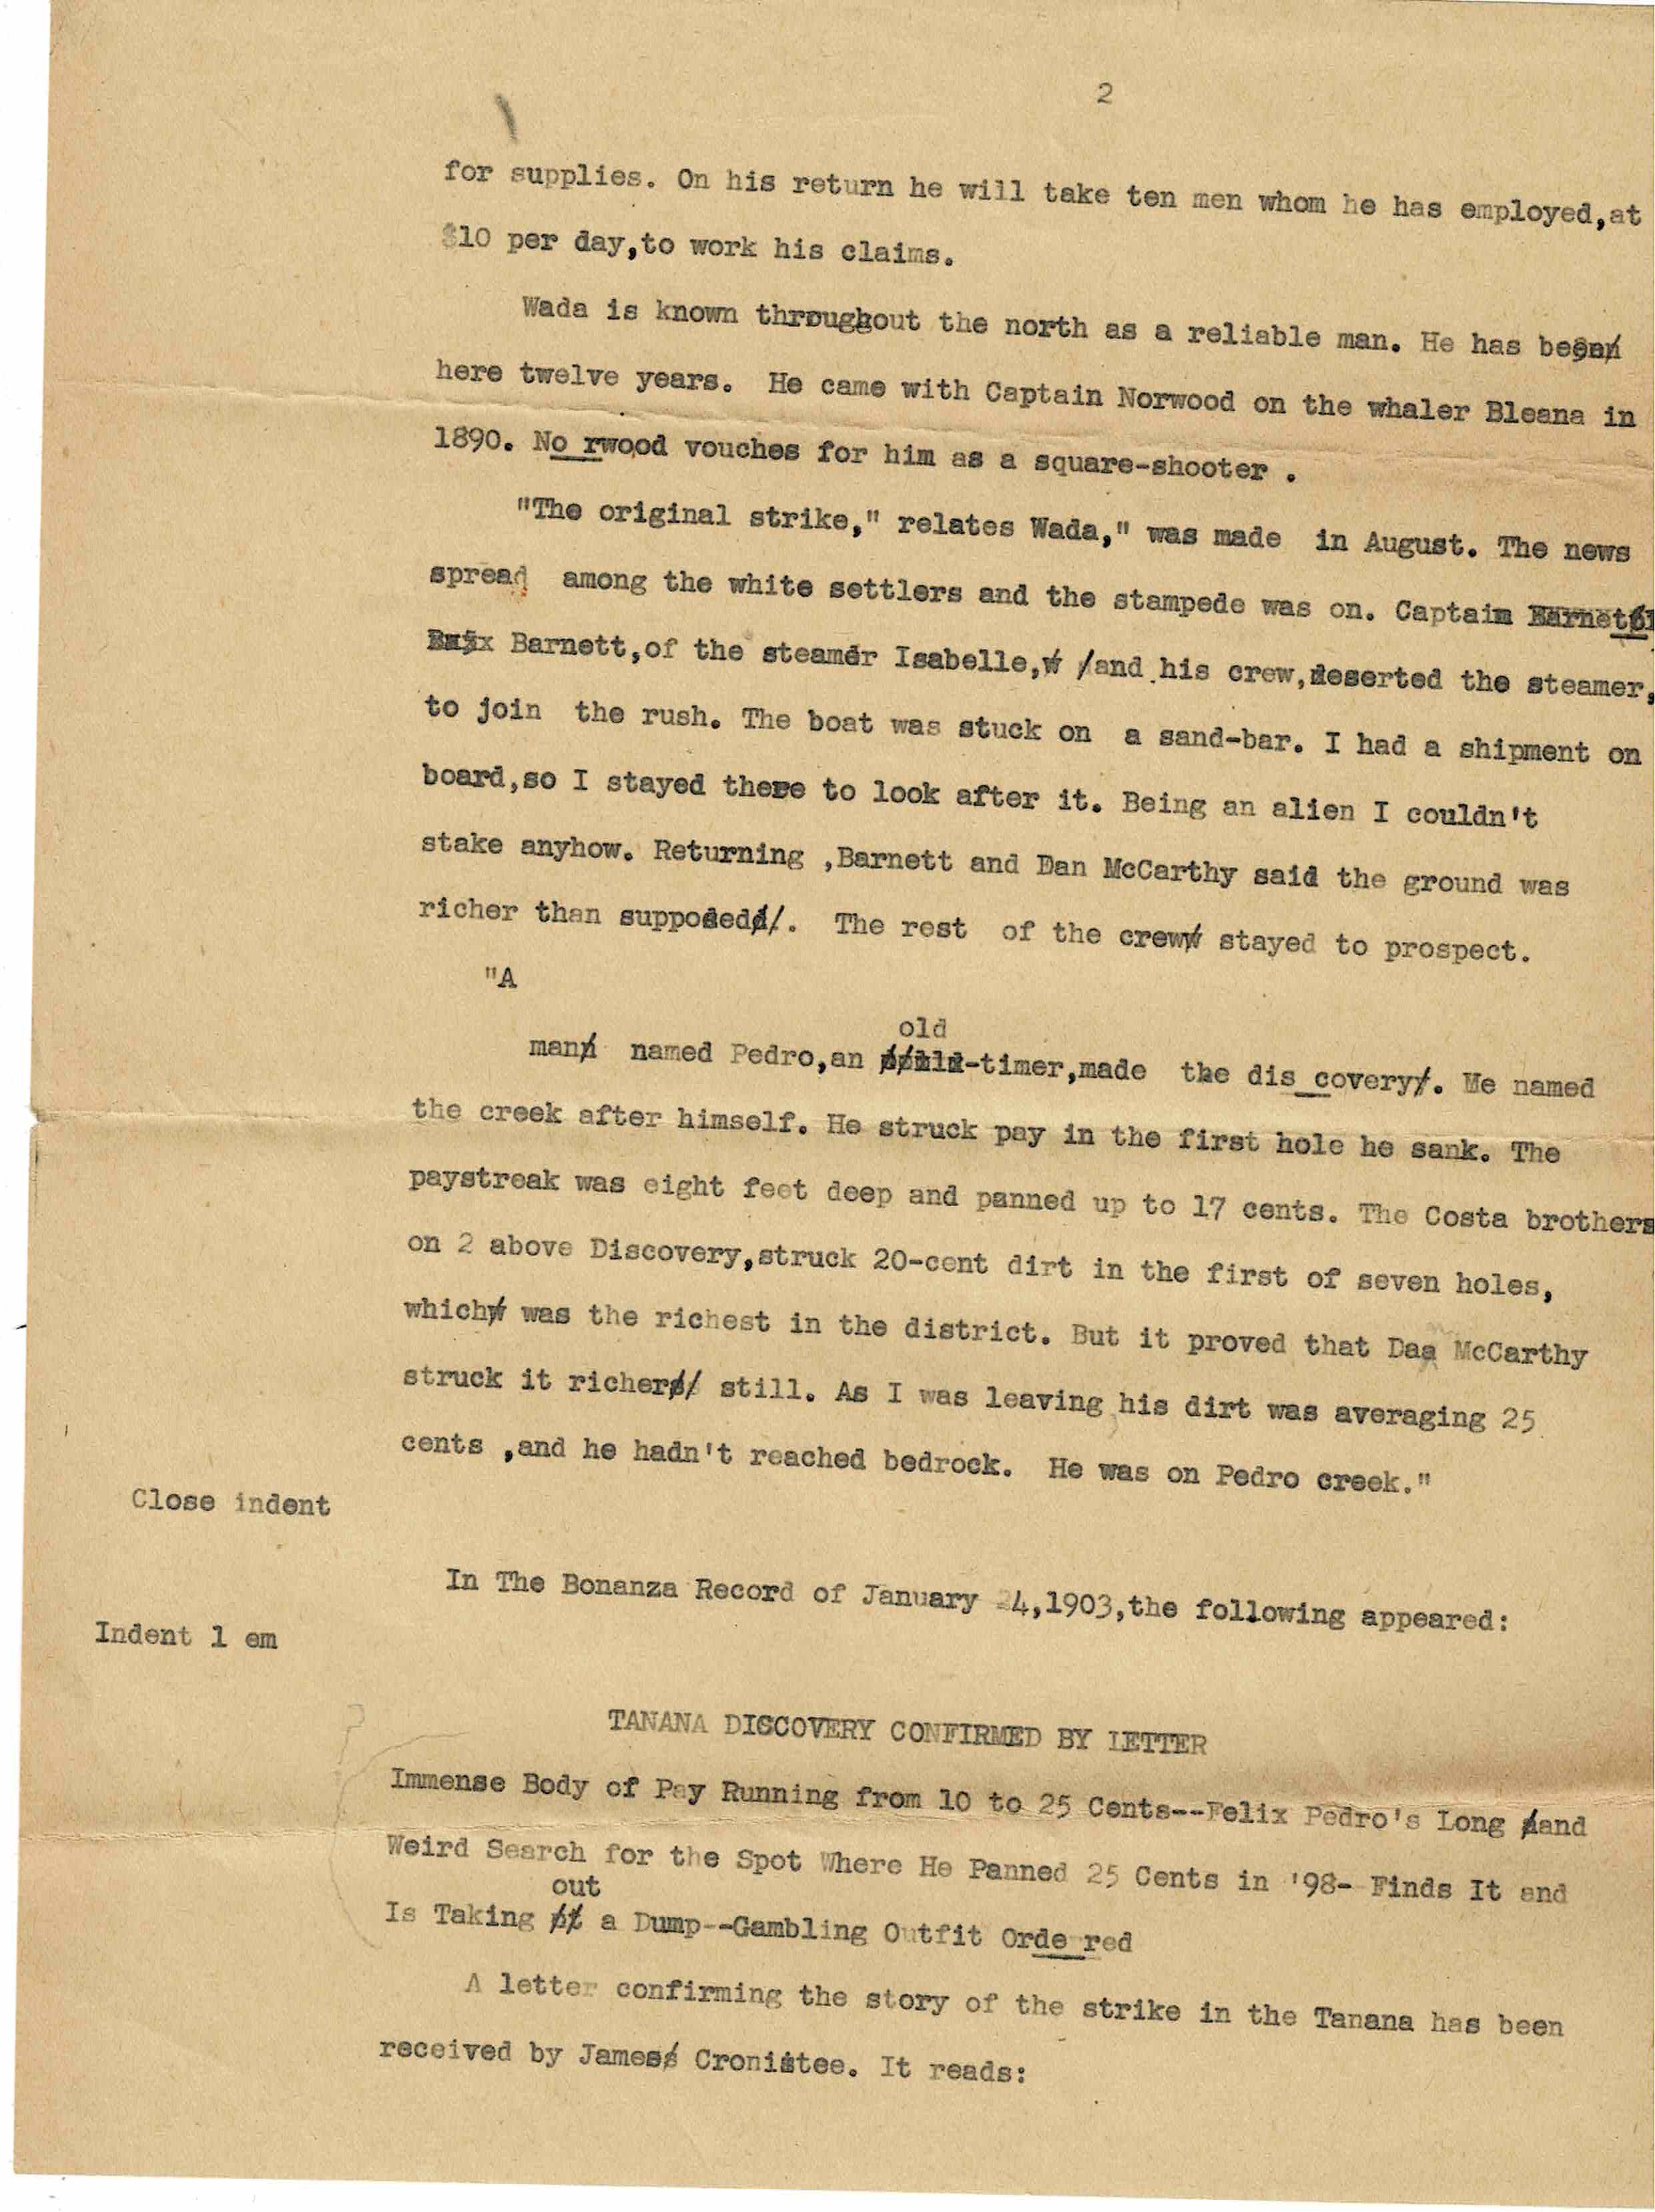 2
for supplies. On his return he will take ten men whom he has employed,at
$10 per day,to work his claims.
Wada is known throughout the north as a reliable man. He has been
here twelve years. He came with Captain Norwood on the whaler Bleana in
1890. No rwood vouches for him as a square-shooter .
"The original strike," relates Wada," was made in August. The news
spread among the white settlers and the stampede was on. Captain
Barnett,of the steamer Isabelle, and his crew,deserted the steamer,
to join the rush. The boat was stuck on a sand-bar. I had a shipment on
board,so I stayed there to look after it. Being an alien I couldn't
stake anyhow. Returning ,Barnett and Dan McCarthy said the ground was
richer than supposed. The rest of the crew stayed to prospect.
"A
old
man named Pedro,an -timer,made the dis covery. He named
the creek after himself. He struck pay in the first hole he sank. The
paystreak was eight feet deep and panned up to 17 cents. The Costa brothers
on 2 above Discovery,struck 20-cent dirt in the first of seven holes,
which was the richest in the district. But it proved that Dan McCarthy
struck it richer still. As I was leaving his dirt was averaging 25
cents ,and he hadn't reached bedrock. He was on Pedro creek."
Close indent
In The Bonanza Record of January 24,1903,the following appeared:
Indent 1 em
TANANA DISCOVERY CONFIRMED BY LETTER
Immense Body of Pay Running from 10 to 25 Cents--Felix Pedro's Long and
Weird Search for the Spot Where He Panned 25 Cents in '98- Finds It and
out
Is Taking a Dump--Gambling Outfit Orde red
A letter confirming the story of the strike in the Tanana has been
received by James Cronistee. It reads: